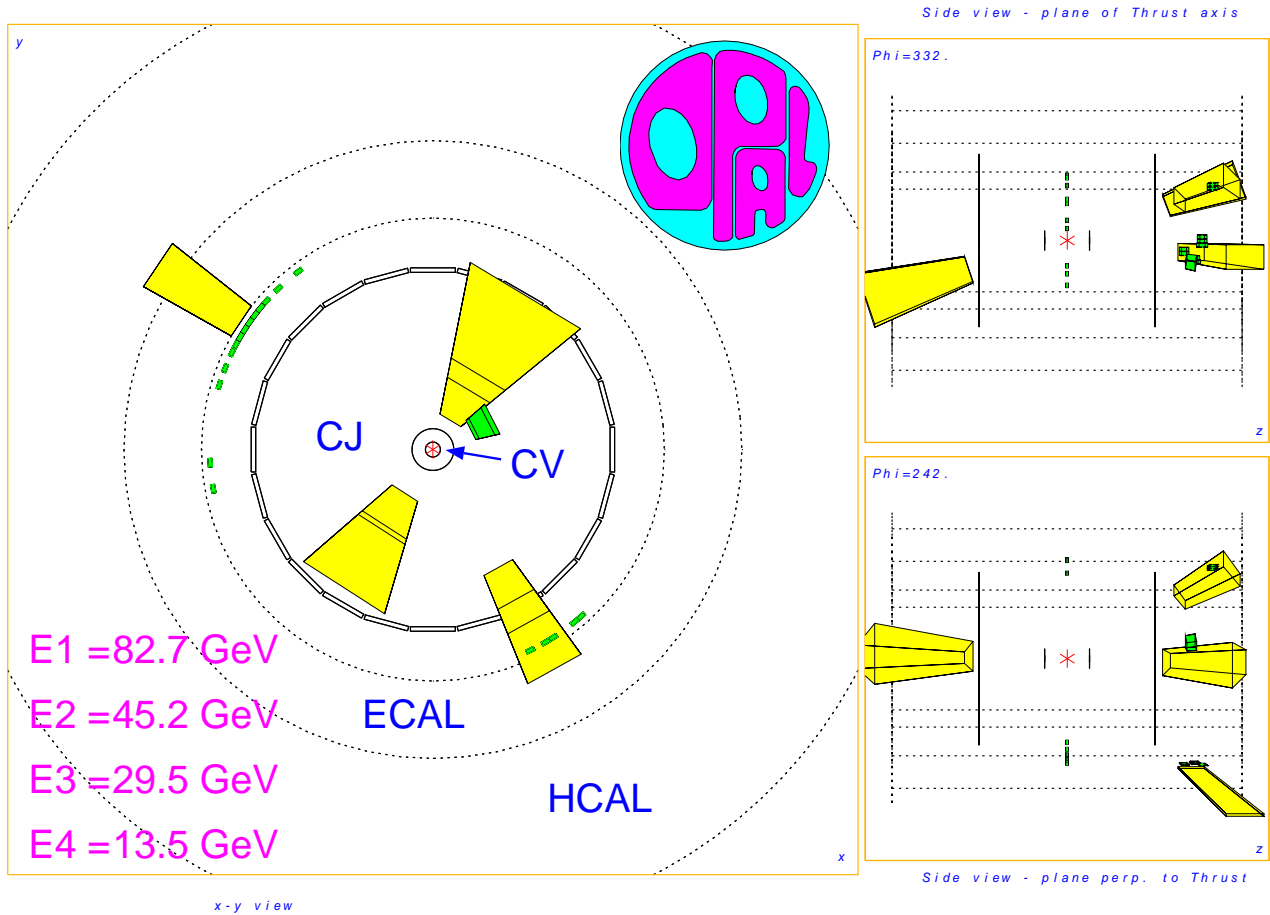 Side view - plane of Thrust axis
y
OPAL
Phi=332.
CJ
CV
z
Phi=242.
E1 =82.7 GeV
E2 =45.2 GeV
ECAL
E3 =29.5 GeV
HCAL
E4 =13.5 GeV
x
z
Side view - plane perp. to Thrust
x-y view